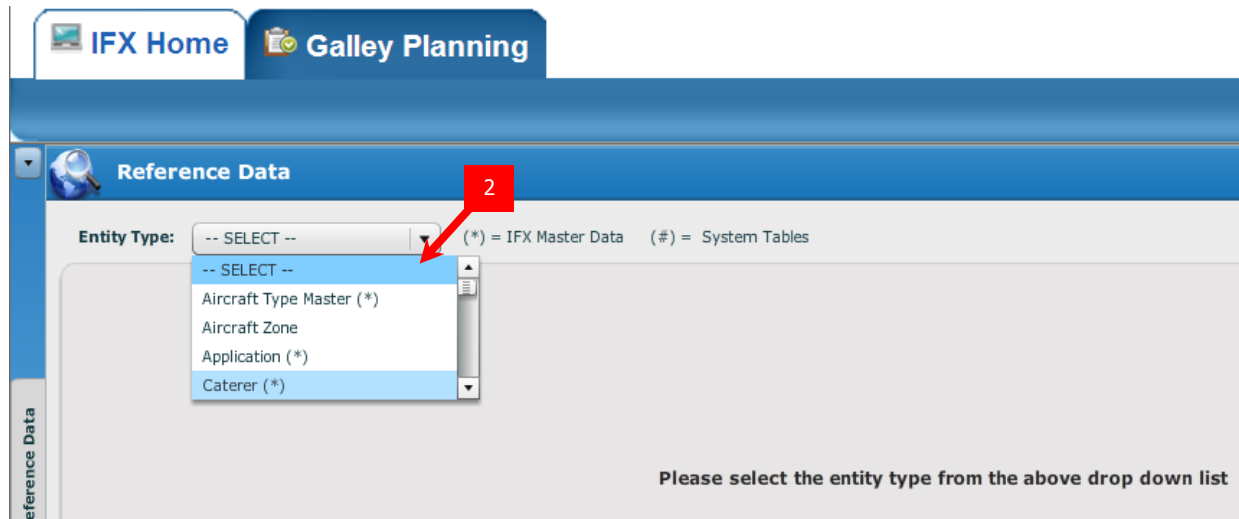 IFX Home Galley Planning
Reference Data
2
Entity Type: -- SELECT -- (*) = IFX Master Data (#) = System Tables
-- SELECT --
Aircraft Type Master (*)
Aircraft Zone
Application (*)
Caterer (*)
Please select the entity type from the above drop down list
eference Data